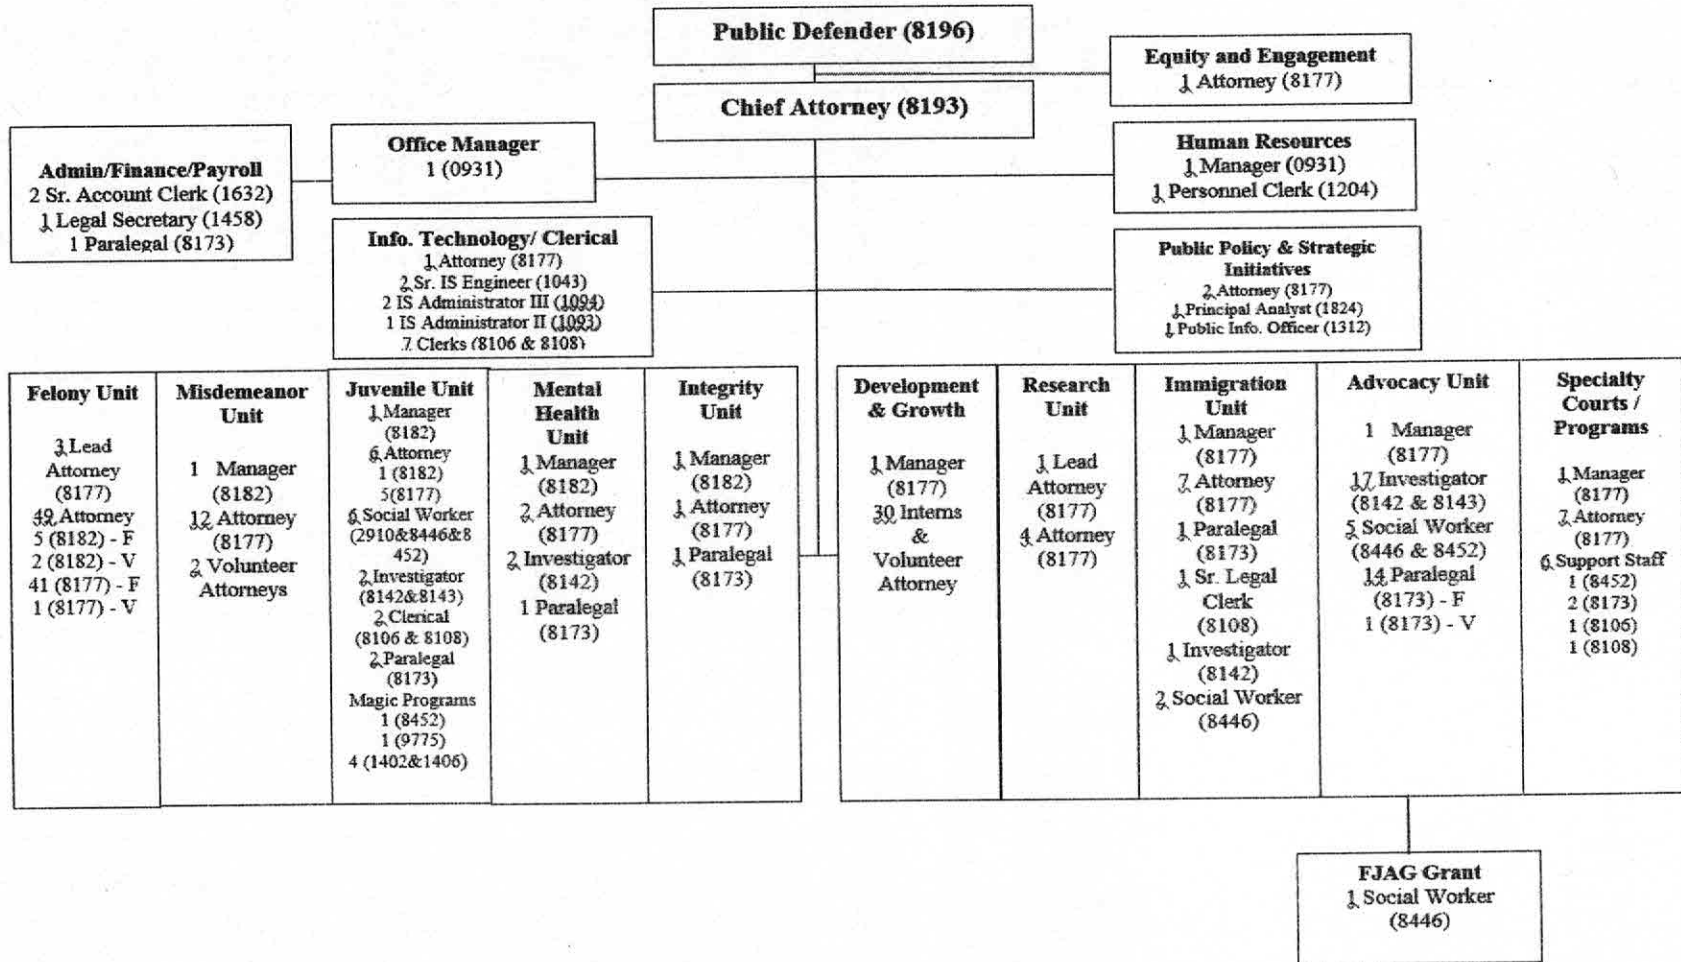 Public Defender (8196)
Equity and Engagement
1 Attorney (8177)
Chief Attorney (8193)
Admin/Finance/Payroll
2 Sr. Account Clerk (1632)
1 Legal Secretary (1458)
1 Paralegal (8173)
Office Manager
1 (0931)
Human Resources
1 Manager (0931)
1 Personnel Clerk (1204)
Info. Technology/ Clerical
1 Attorney (8177)
2 Sr. IS Engineer (1043)
2 IS Administrator III (1094)
1 IS Administrator II (1093)
7 Clerks (8106 & 8108)
Public Policy & Strategic
Initiatives
2 Attorney (8177)
1 Principal Analyst (1824)
1 Public Info. Officer (1312)
Felony Unit
3 Lead
Attorney
(8177)
49 Attorney
5 (8182) - F
2 (8182) - V
41 (8177) - F
1 (8177) - V
Misdemeanor
Unit
1 Manager
(8182)
12 Attorney
(8177)
2 Volunteer
Attorneys
Juvenile Unit
1 Manager
(8182)
6 Attorney
1 (8182)
5(8177)
6 Social Worker
(2910&8446&8
452)
2 Investigator
(8142&8143)
2 Clerical
(8106 & 8108)
2 Paralegal
(8173)
Magic Programs
1 (8452)
1 (9775)
4 (1402&1406)
Mental
Health
Unit
1 Manager
(8182)
2 Attorney
(8177)
2 Investigator
(8142)
1 Paralegal
(8173)
Integrity
Unit
1 Manager
(8182)
1 Attorney
(8177)
1 Paralegal
(8173)
Development
& Growth
1 Manager
(8177)
30 Interns
&
Volunteer
Attorney
Research
Unit
1 Lead
Attorney
(8177)
4 Attorney
(8177)
Immigration
Unit
1 Manager
(8177)
7 Attorney
(8177)
1 Paralegal
(8173)
1 Sr. Legal
Clerk
(8108)
1 Investigator
(8142)
2 Social Worker
(8446)
Advocacy Unit
1 Manager
(8177)
17 Investigator
(8142 & 8143)
5 Social Worker
(8446 & 8452)
14 Paralegal
(8173) - F
1 (8173) - V
Specialty
Courts /
Programs
1 Manager
(8177)
7 Attorney
(8177)
6 Support Staff
1 (8452)
2 (8173)
1 (8106)
1 (8108)
FJAG Grant
1 Social Worker
(8446)